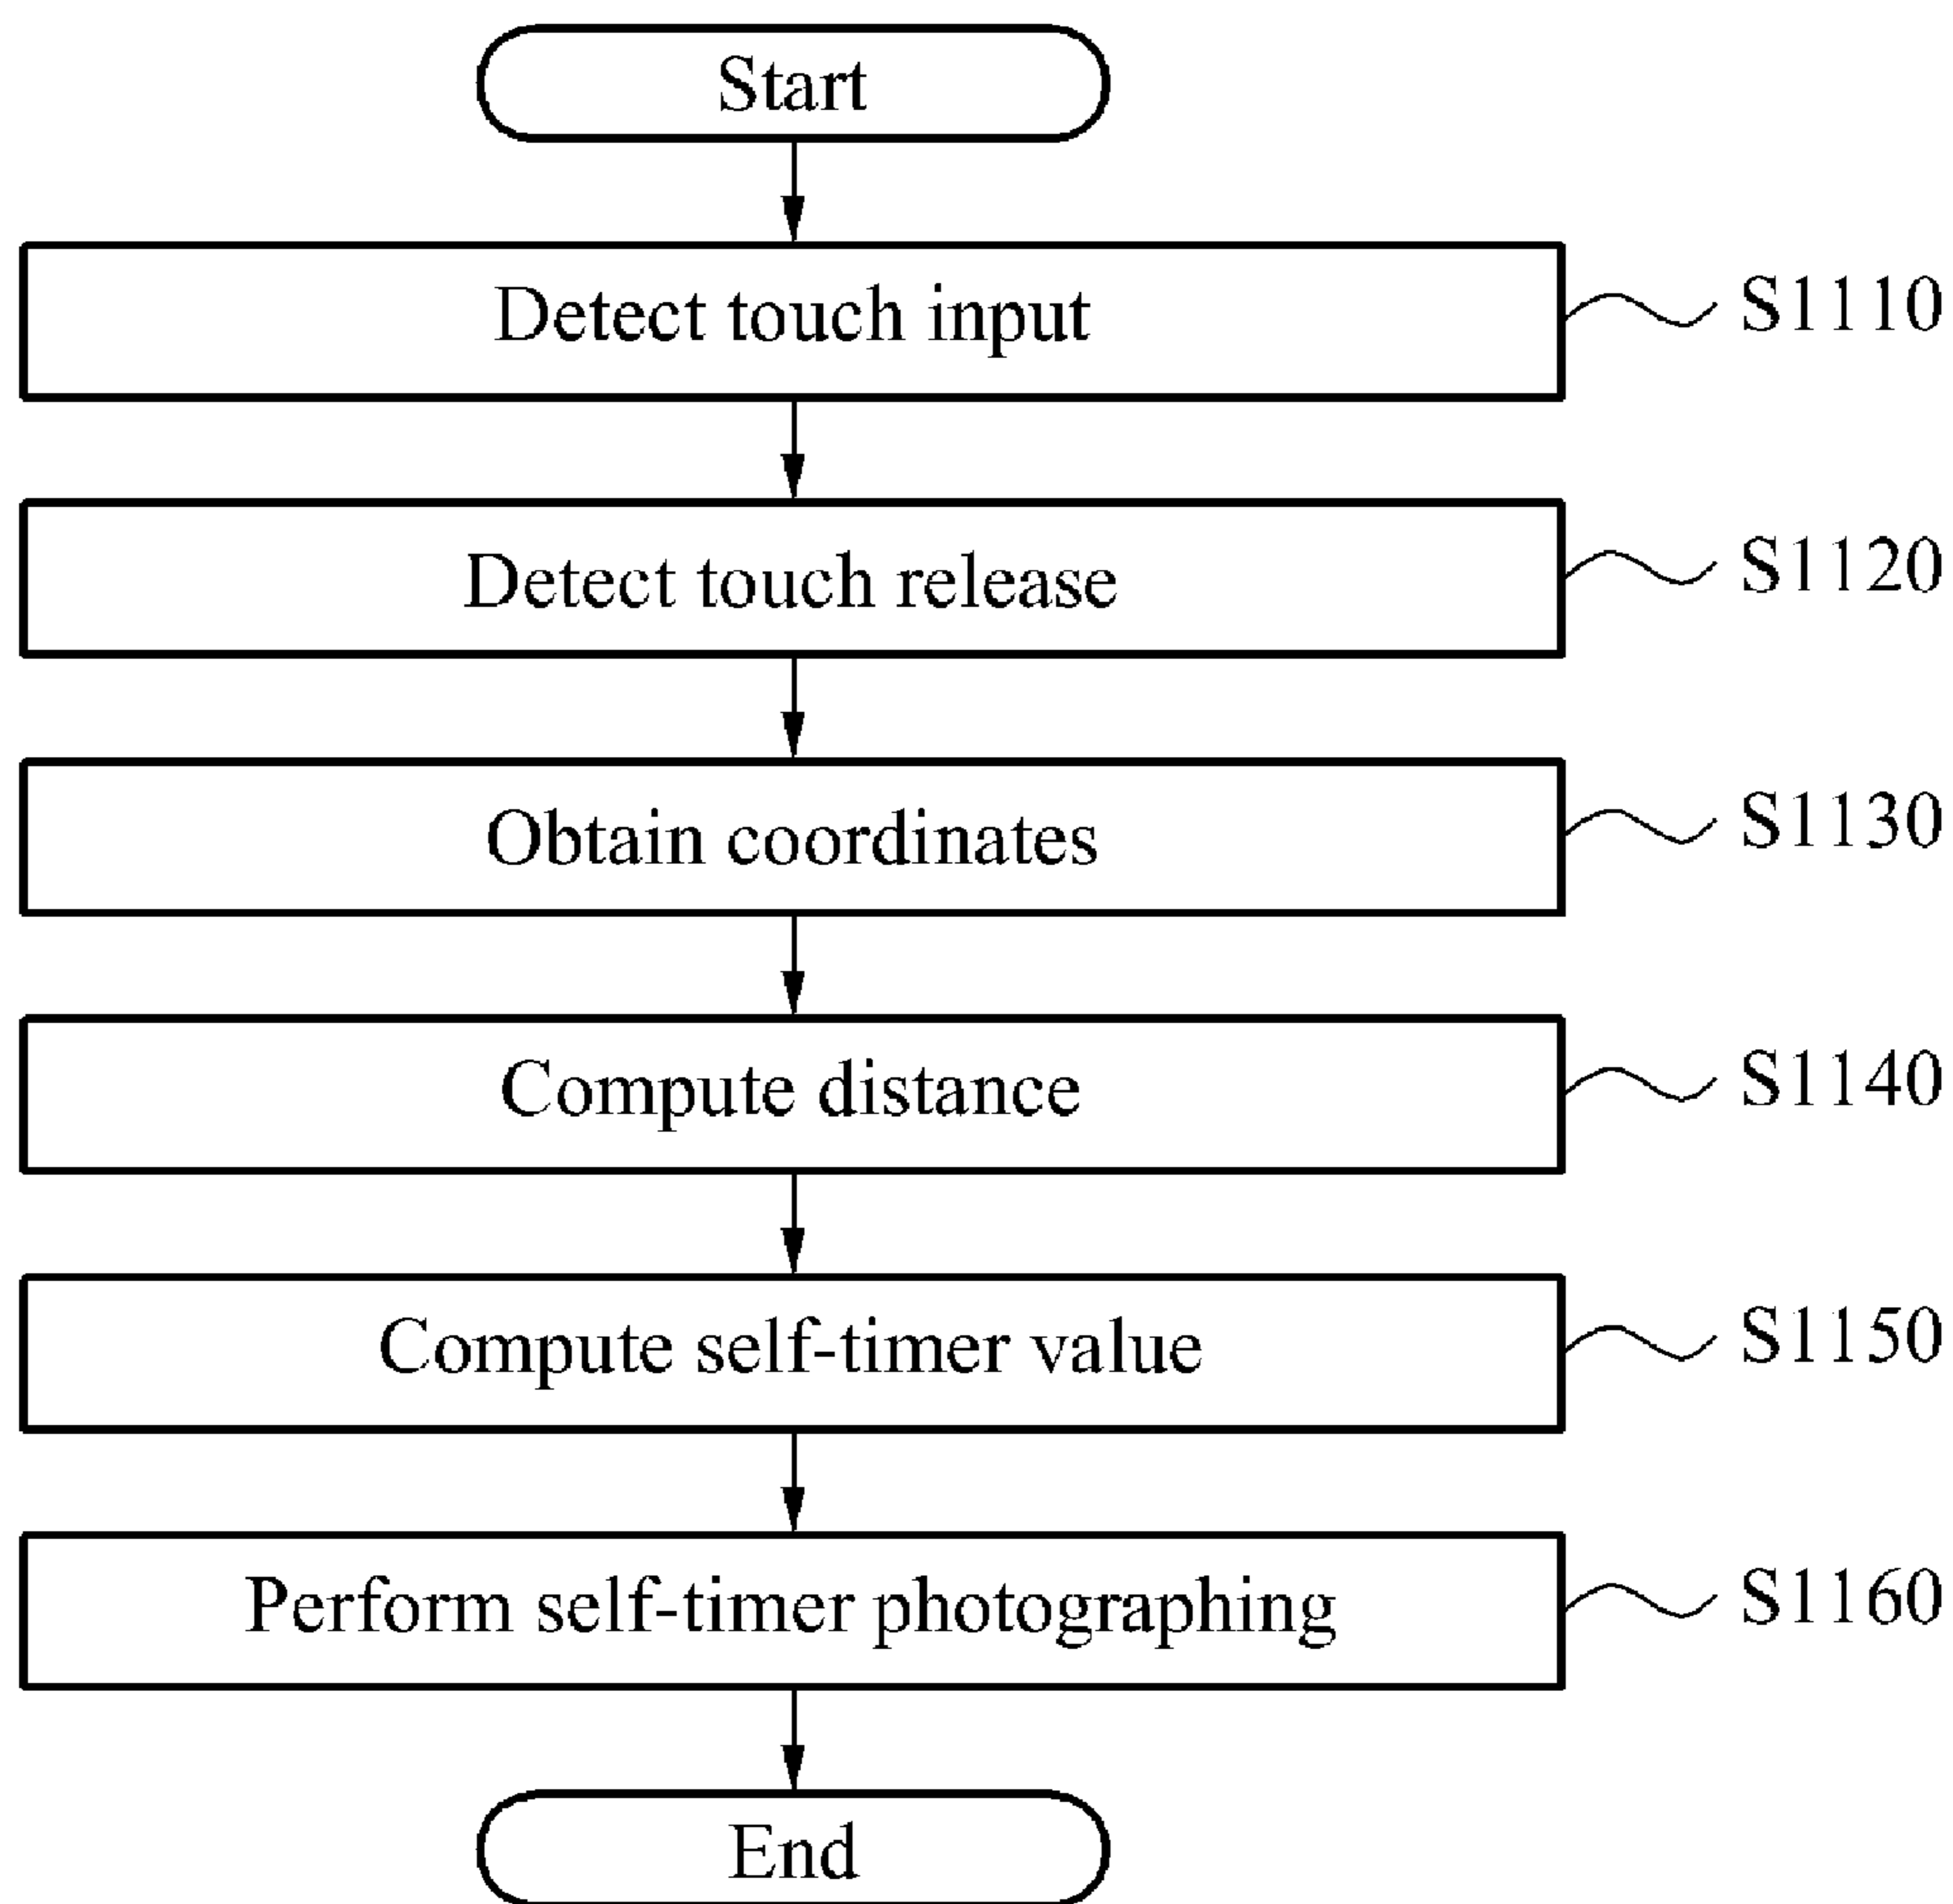 Start
Detect touch input
S1110
Detect touch release
S1120
Obtain coordinates
S1130
Compute distance
S1140
Compute self-timer value
S1150
Perform self-timer photographing
S1160
End